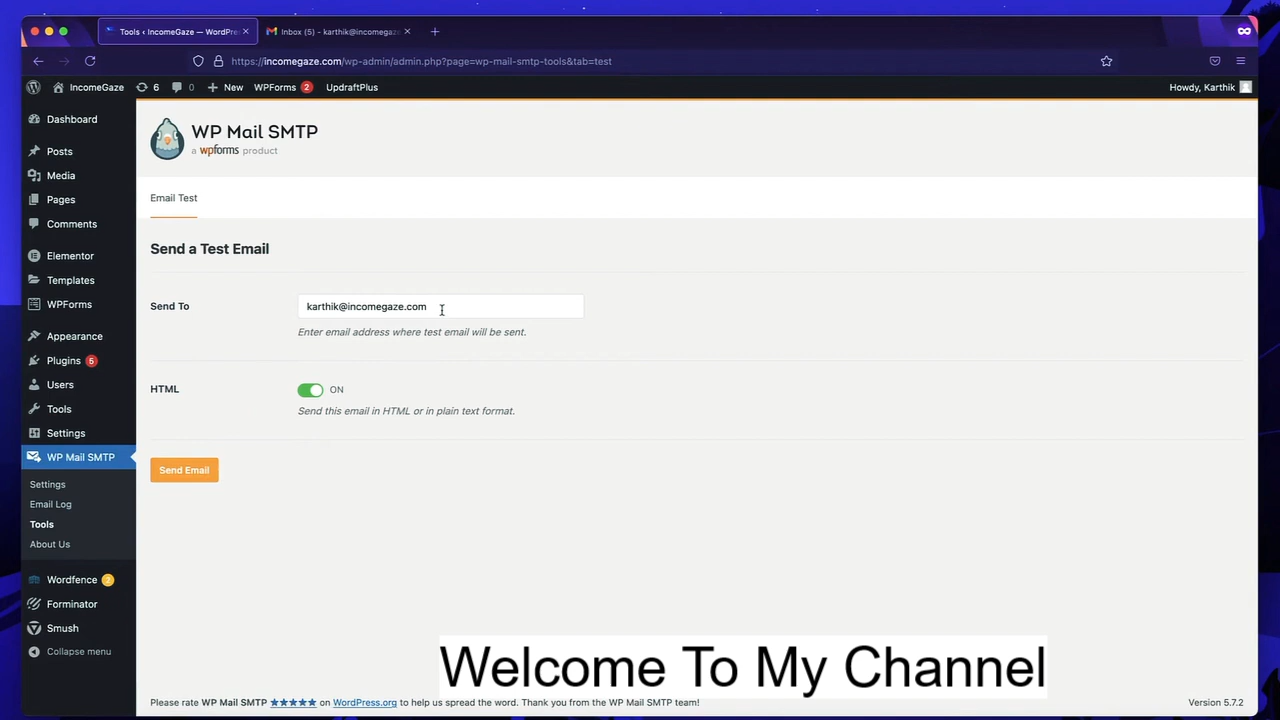 Tools ‹ IncomeGaze — WordPre
Inbox (5) - karthik@incomegaze
https://incomegaze.com/wp-admin/admin.php?page=wp-mail-smtp-tools&tab=test
IncomeGaze 6 0 New WPForms 2 UpdraftPlus Howdy, Karthik
Dashboard
Posts
Media
Pages
Comments
Elementor
Templates
WPForms
Appearance
Plugins 5
Users
Tools
Settings
WP Mail SMTP
Settings
Email Log
Tools
About Us
Wordfence 2
Forminator
Smush
Collapse menu
WP Mail SMTP
a wpforms product
Email Test
Send a Test Email
Send To karthik@incomegaze.com
Enter email address where test email will be sent.
HTML ON
Send this email in HTML or in plain text format.
Send Email
Welcome To My Channel
Please rate WP Mail SMTP ★★★★★ on WordPress.org to help us spread the word. Thank you from the WP Mail SMTP team! Version 5.7.2